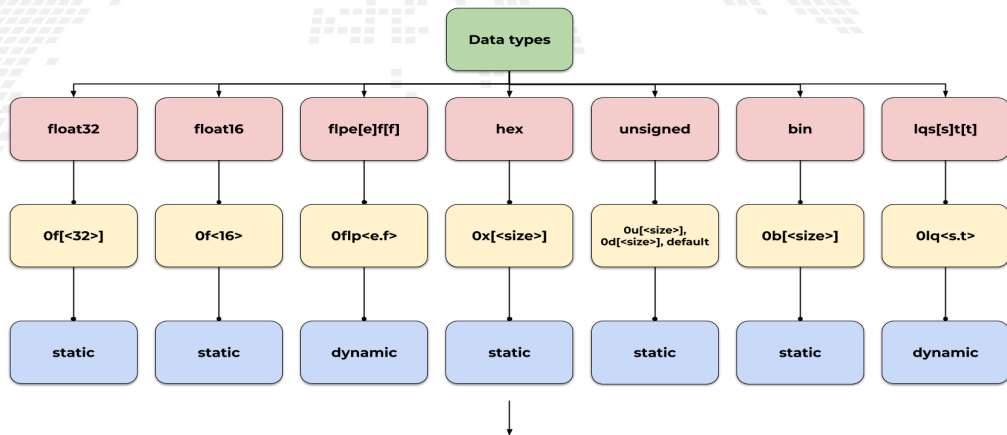 Data types
float32
float16
flpe[e]f[f]
hex
unsigned
bin
lqs[s]t[t]
0f[<32>]
0f<16>
0flp<e.f>
0x[<size>]
0u[<size>],
0d[<size>], default
0b[<size>]
0lq<s.t>
static
static
dynamic
static
static
static
dynamic